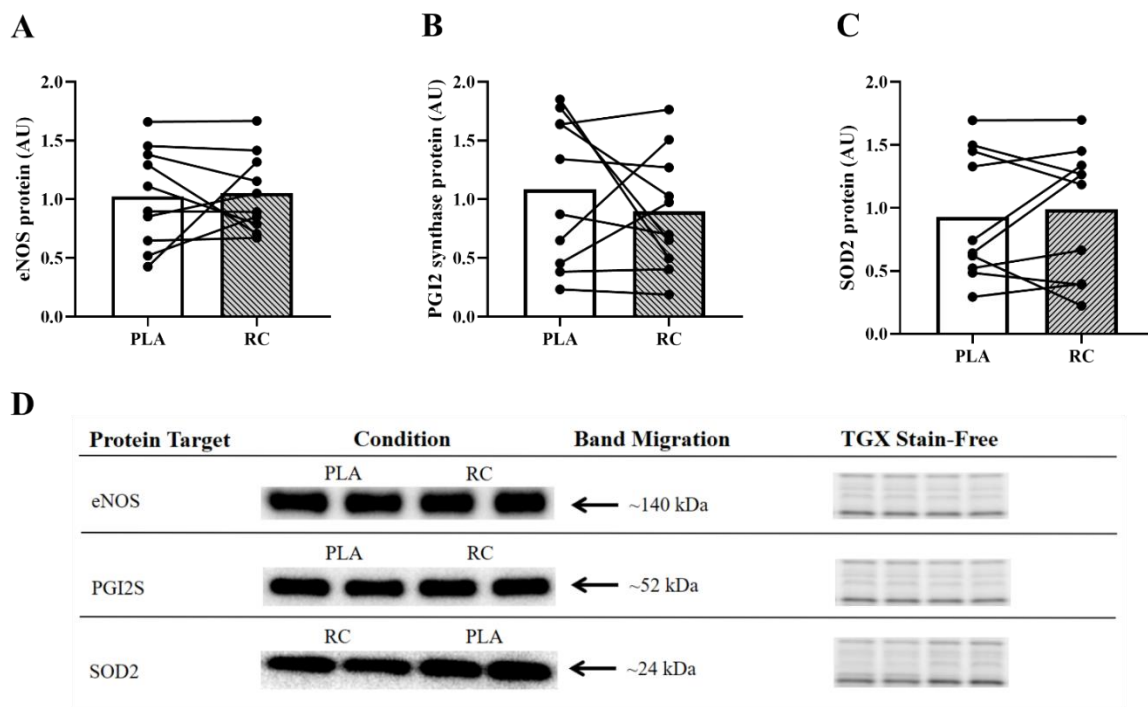 A
B
C
eNOS protein (AU)
2.0
1.5
1.0
0.5
0.0
PLA RC
PGI2 synthase protein (AU)
2.0
1.5
1.0
0.5
0.0
PLA RC
SOD2 protein (AU)
2.0
1.5
1.0
0.5
0.0
PLA RC
D
Protein Target Condition Band Migration TGX Stain-Free
PLA RC
eNOS ~140 kDa
PLA RC
PGI2S ~52 kDa
RC PLA
SOD2 ~24 kDa